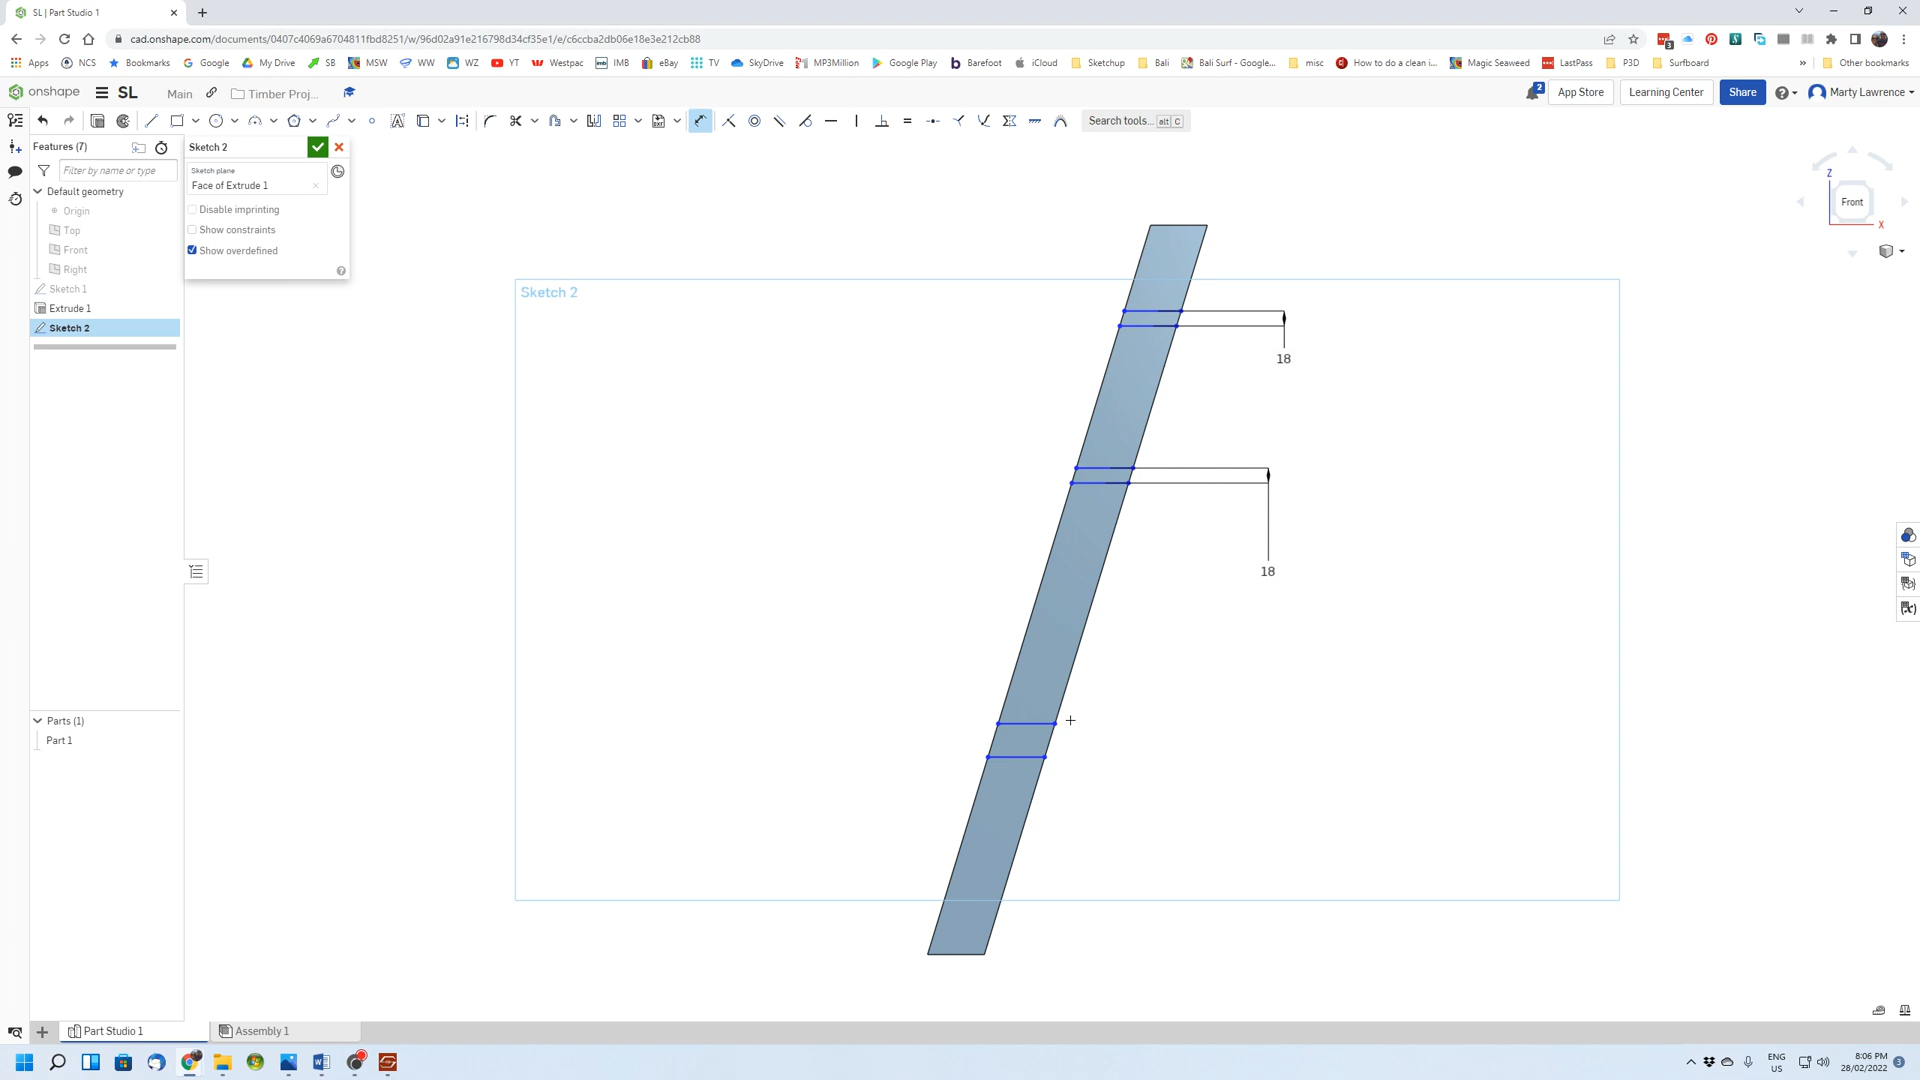 SL | Part Studio 1
cad.onshape.com/documents/0407c4069a6704811fbd8251/w/96d02a91e216798d34cf35e1/e/c6ccba2db06e18e3e212cb88
Apps NCS Bookmarks Google My Drive SB MSW WW WZ YT Westpac IMB eBay TV SkyDrive MP3Million Google Play Barefoot iCloud Sketchup Bali Bali Surf - Google... misc How to do a clean i... Magic Seaweed LastPass P3D Surfboard » Other bookmarks
onshape SL Main Timber Proj... 2 App Store Learning Center Share Marty Lawrence
Search tools... alt C
Features (7)
Filter by name or type
Default geometry
Origin
Top
Front
Right
Sketch 1
Extrude 1
Sketch 2
Sketch 2
Sketch plane
Face of Extrude 1
Disable imprinting
Show constraints
Show overdefined
Sketch 2
18
18
Z
Front
X
Parts (1)
Part 1
Part Studio 1
Assembly 1
ENG
US
8:06 PM
28/02/2022
3